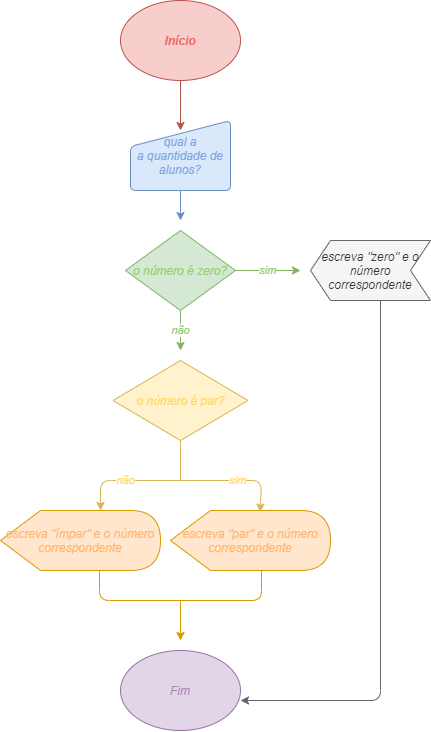 Início
qual a
a quantidade de
alunos?
o número é zero?
sim
escreva "zero" e o
número
correspondente
não
o número é par?
não
sim
escreva "ímpar" e o número
correspondente
escreva "par" e o número
correspondente
Fim